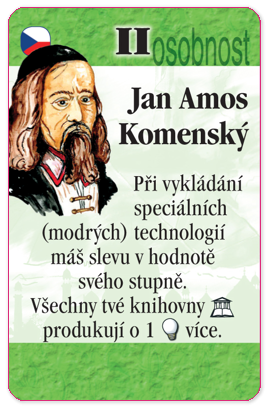 II osobnost
Jan Amos
Komenský
Při vykládání
speciálních
(modrých) technologií
máš slevu v hodnotě
svého stupně.
Všechny tvé knihovny
produkují o 1 více.